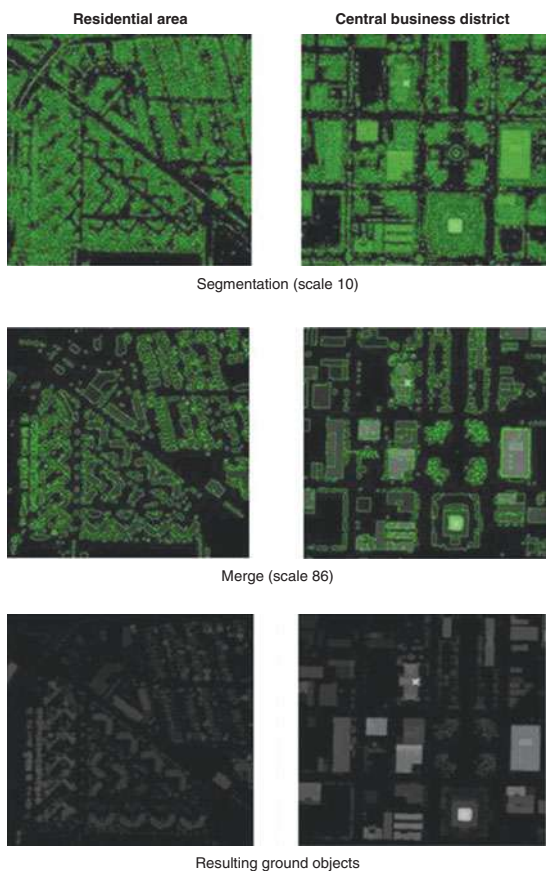 Residential area
Central business district
Segmentation (scale 10)
Merge (scale 86)
Resulting ground objects